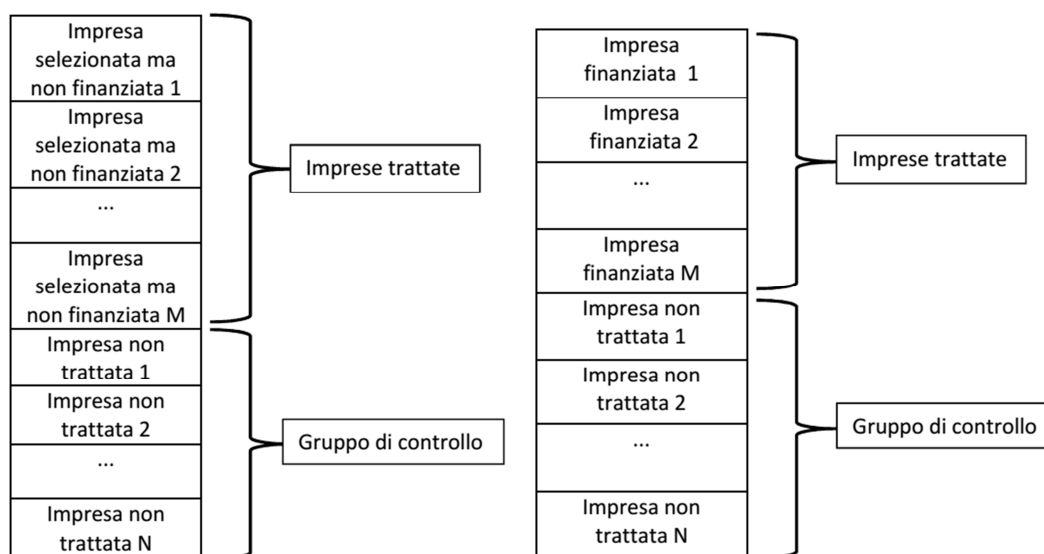 Impresa
selezionata ma
non finanziata 1
Impresa
selezionata ma
non finanziata 2
...
Impresa
selezionata ma
non finanziata M
Impresa non
trattata 1
Impresa non
trattata 2
...
Impresa non
trattata N
Imprese trattate
Gruppo di controllo
Impresa
finanziata 1
Impresa
finanziata 2
...
Impresa
finanziata M
Impresa non
trattata 1
Impresa non
trattata 2
...
Impresa non
trattata N
Imprese trattate
Gruppo di controllo